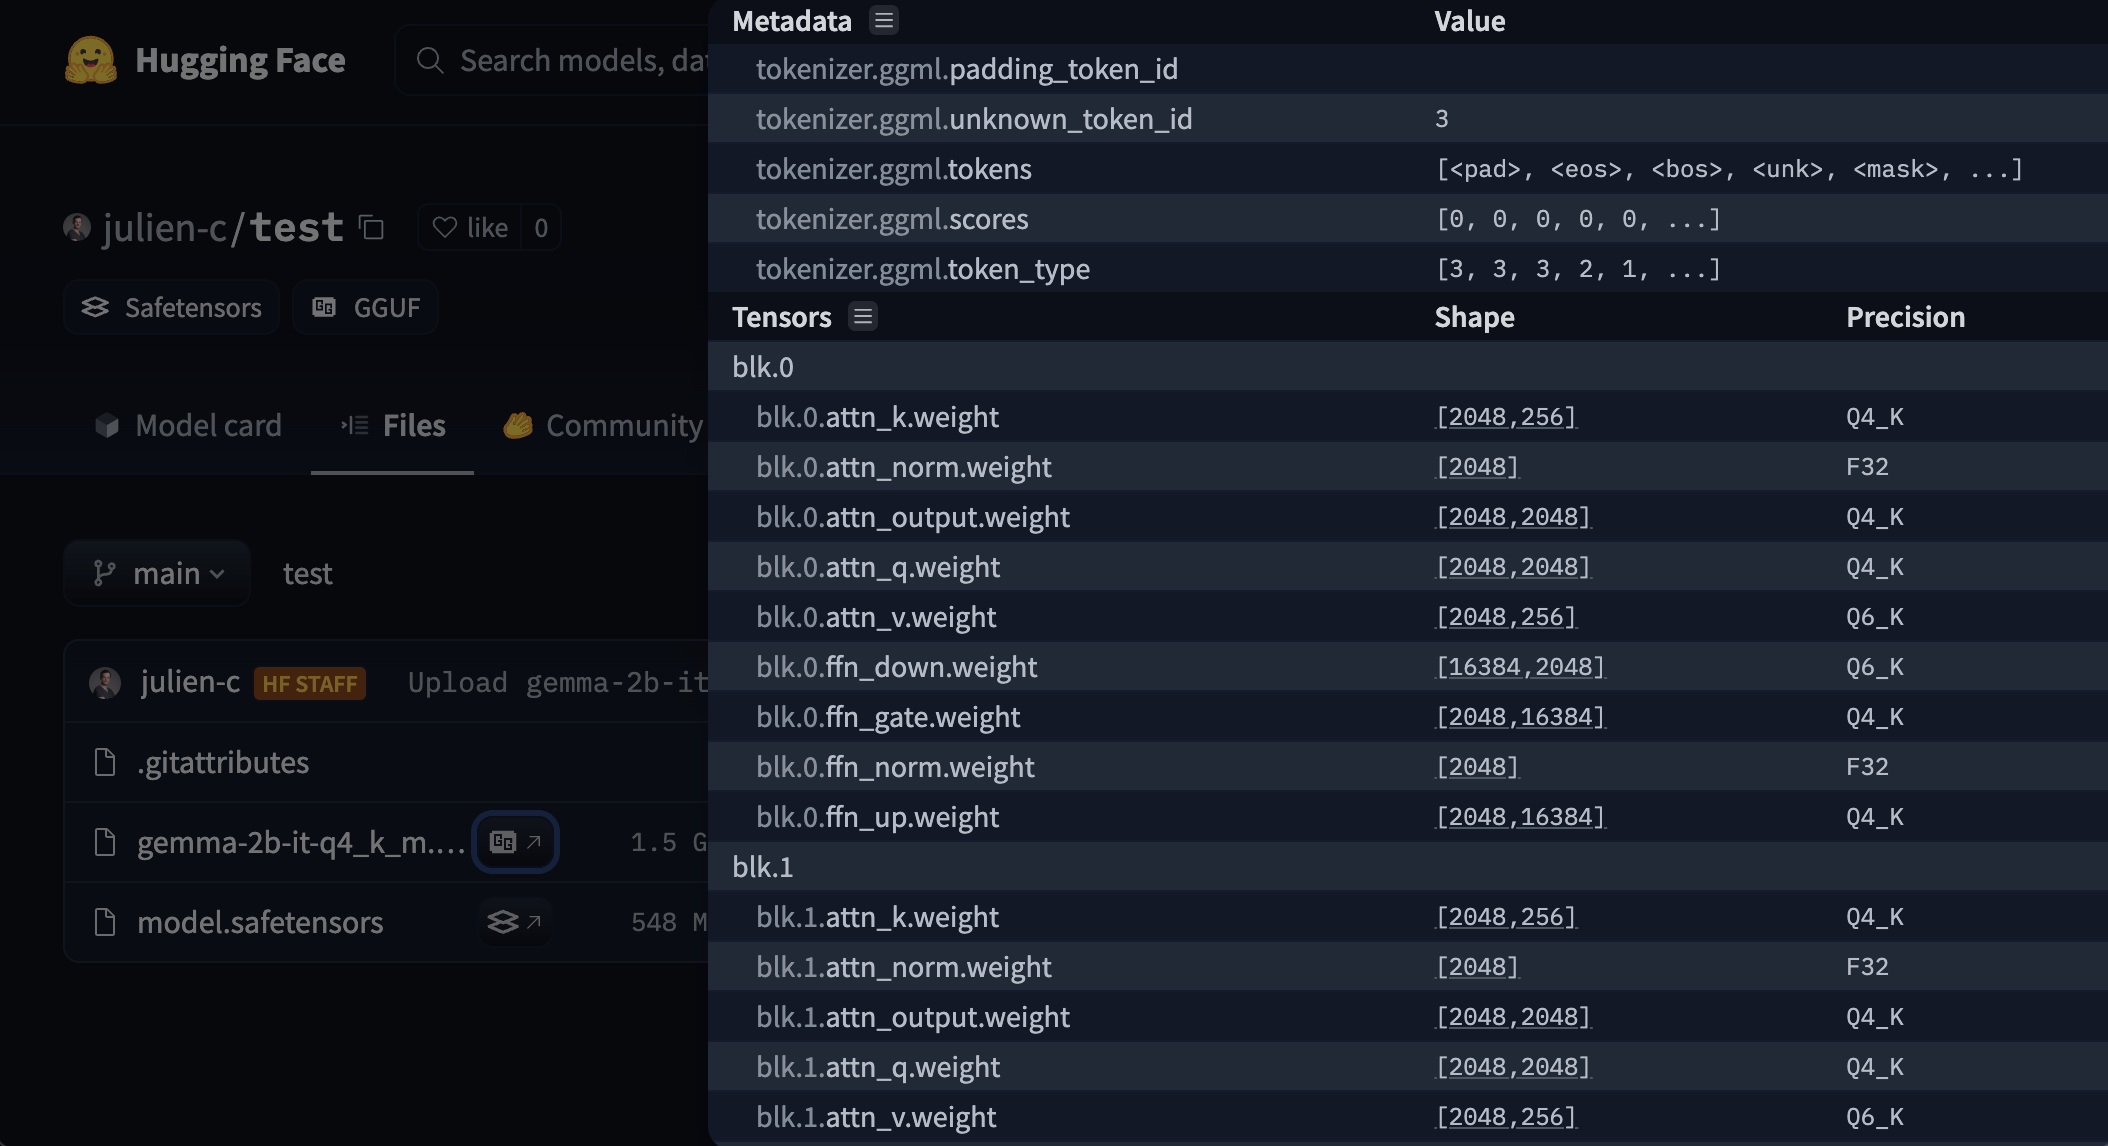 Hugging Face
Search models, dat
julien-c/test
like 0
Safetensors
GGUF
Model card
Files
Community
main
test
julien-c HF STAFF Upload gemma-2b-it
.gitattributes
gemma-2b-it-q4_k_m.... 1.5 G
model.safetensors 548 M
Metadata Value
tokenizer.ggml.padding_token_id
tokenizer.ggml.unknown_token_id 3
tokenizer.ggml.tokens [<pad>, <eos>, <bos>, <unk>, <mask>, ...]
tokenizer.ggml.scores [0, 0, 0, 0, 0, ...]
tokenizer.ggml.token_type [3, 3, 3, 2, 1, ...]
Tensors Shape Precision
blk.0
blk.0.attn_k.weight [2048,256] Q4_K
blk.0.attn_norm.weight [2048] F32
blk.0.attn_output.weight [2048,2048] Q4_K
blk.0.attn_q.weight [2048,2048] Q4_K
blk.0.attn_v.weight [2048,256] Q6_K
blk.0.ffn_down.weight [16384,2048] Q6_K
blk.0.ffn_gate.weight [2048,16384] Q4_K
blk.0.ffn_norm.weight [2048] F32
blk.0.ffn_up.weight [2048,16384] Q4_K
blk.1
blk.1.attn_k.weight [2048,256] Q4_K
blk.1.attn_norm.weight [2048] F32
blk.1.attn_output.weight [2048,2048] Q4_K
blk.1.attn_q.weight [2048,2048] Q4_K
blk.1.attn_v.weight [2048,256] Q6_K